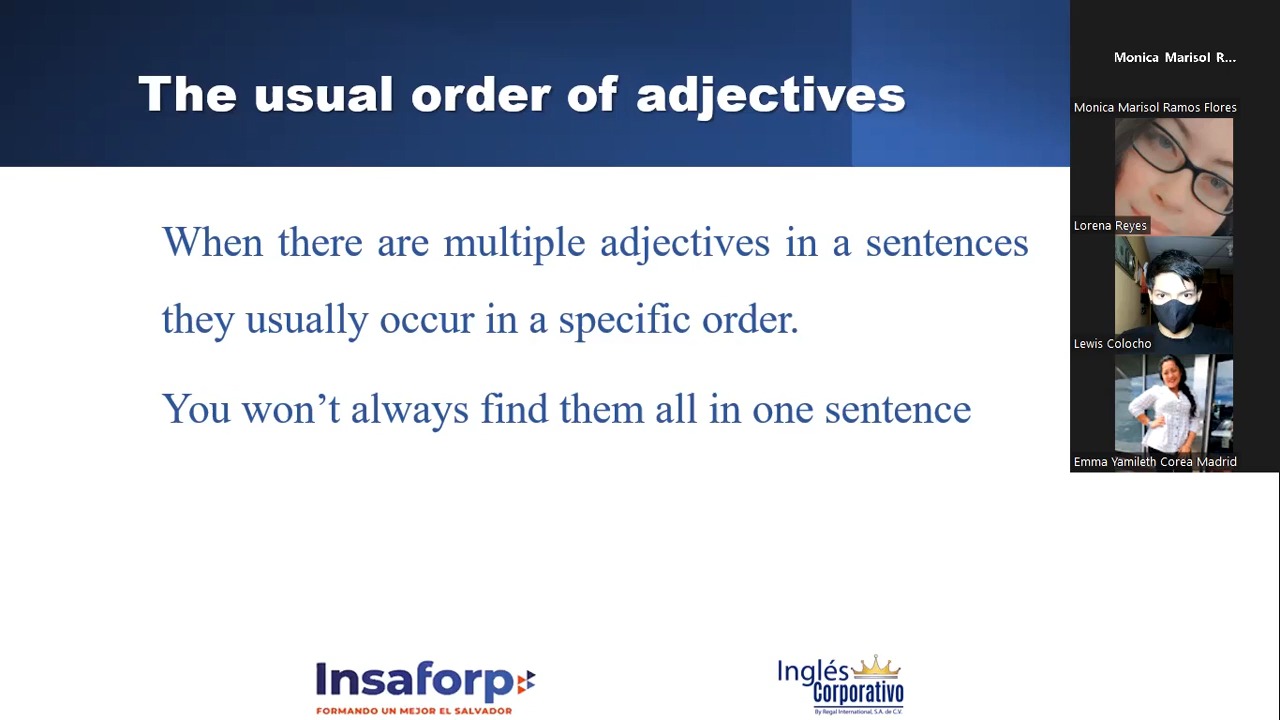 The usual order of adjectives
When there are multiple adjectives in a sentences
they usually occur in a specific order.
You won't always find them all in one sentence
Insaforp
FORMANDO UN MEJOR EL SALVADOR
Inglés
Corporativo
By Regal International, S.A. de C.V.
Monica Marisol R...
Monica Marisol Ramos Flores
Lorena Reyes
Lewis Colocho
Emma Yamileth Corea Madrid